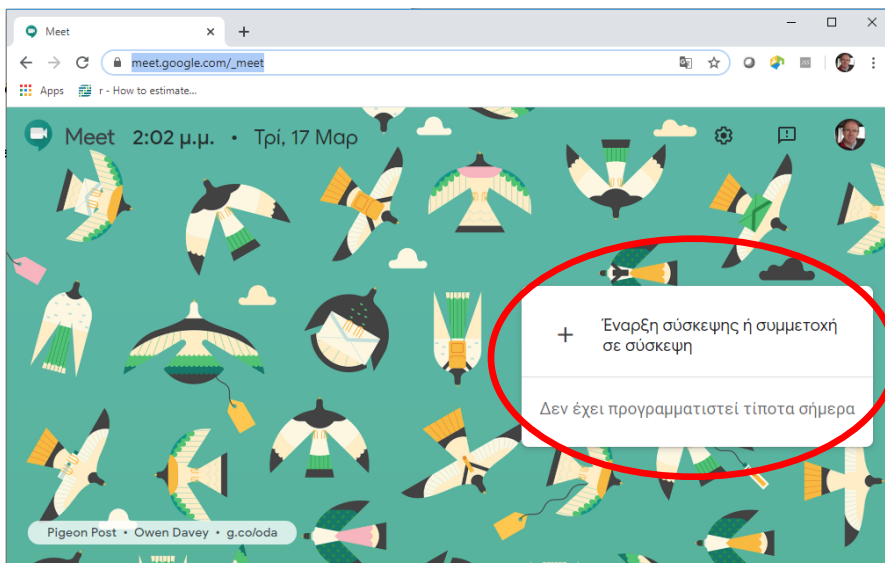 Meet
meet.google.com/_meet
Apps r - How to estimate...
Meet 2:02 μ.μ. • Τρί, 17 Μαρ
Έναρξη σύσκεψης ή συμμετοχή
σε σύσκεψη
Δεν έχει προγραμματιστεί τίποτα σήμερα
Pigeon Post • Owen Davey • g.co/oda